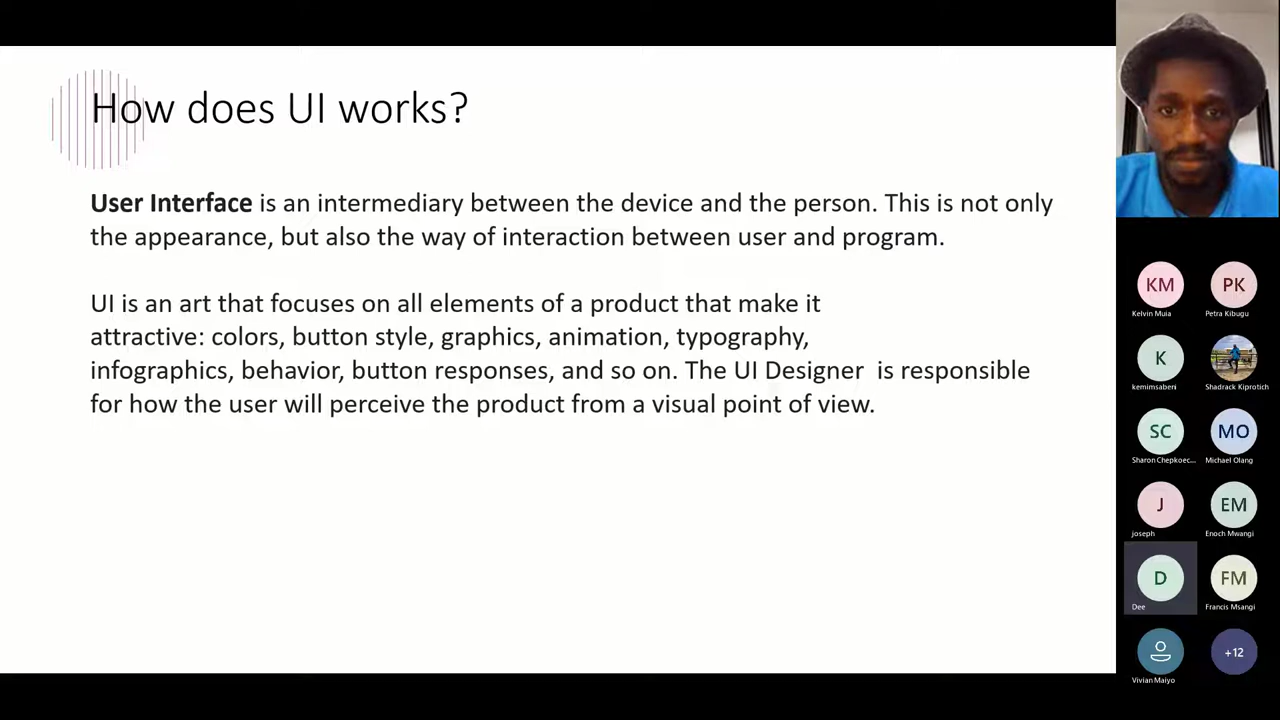 How does UI works?
User Interface is an intermediary between the device and the person. This is not only
the appearance, but also the way of interaction between user and program.
UI is an art that focuses on all elements of a product that make it
attractive: colors, button style, graphics, animation, typography,
infographics, behavior, button responses, and so on. The UI Designer  is responsible
for how the user will perceive the product from a visual point of view.
KM
PK
Kelvin Muia
Petra Kibugu
K
kemimsaberi
Shadrack Kiprotich
SC
MO
Sharon Chepkoec...
Michael Olang
J
EM
joseph
Enoch Mwangi
D
FM
Dee
Francis Msangi
+12
Vivian Maiyo